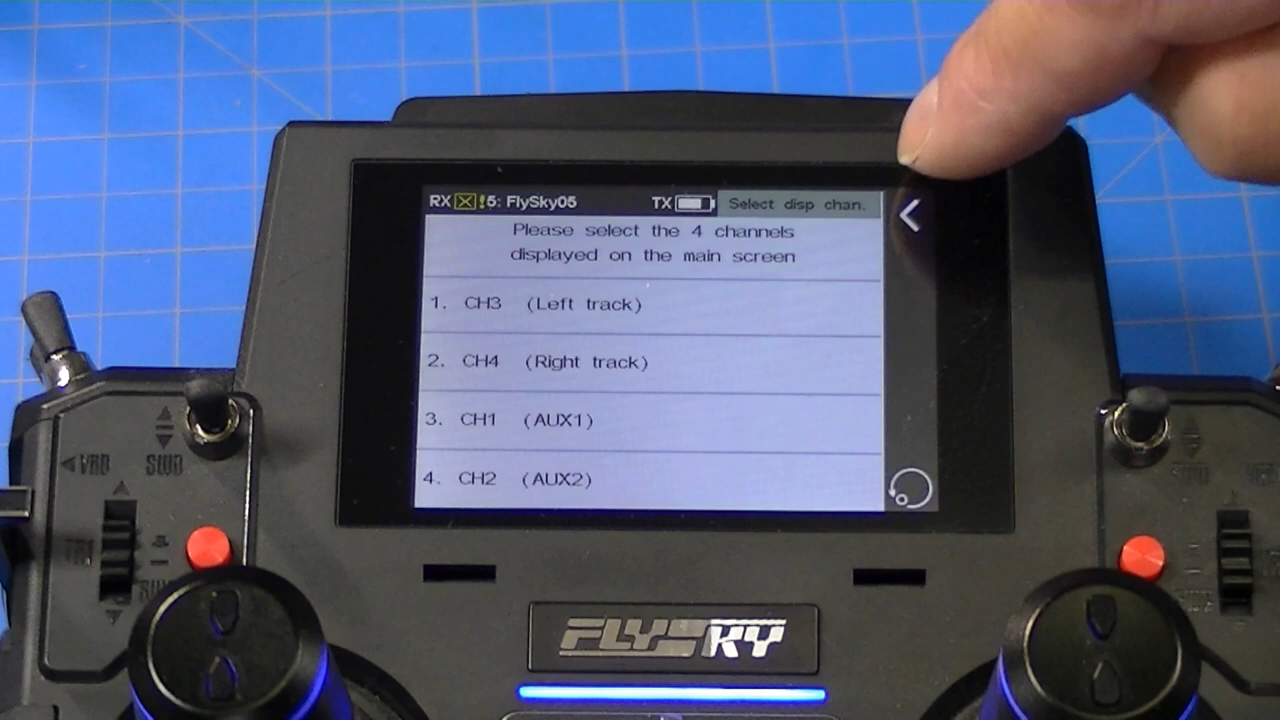 RX !5: FlySky05 TX Select disp chan.
Please select the 4 channels
displayed on the main screen
1. CH3 (Left track)
2. CH4 (Right track)
3. CH1 (AUX1)
4. CH2 (AUX2)
VRD SWD
FLYSKY